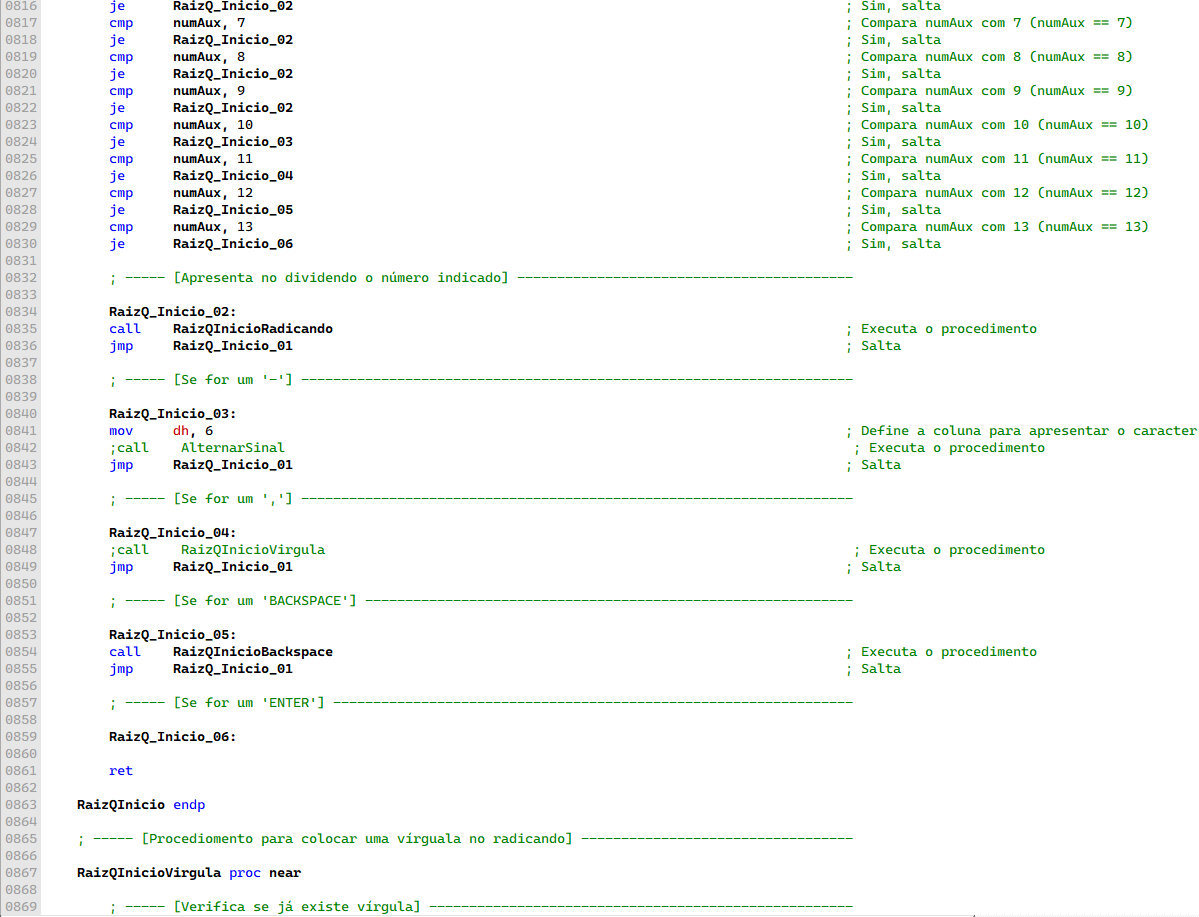 0816 je RaizQ_Inicio_02 ; Sim, salta
0817 cmp numAux, 7 ; Compara numAux com 7 (numAux == 7)
0818 je RaizQ_Inicio_02 ; Sim, salta
0819 cmp numAux, 8 ; Compara numAux com 8 (numAux == 8)
0820 je RaizQ_Inicio_02 ; Sim, salta
0821 cmp numAux, 9 ; Compara numAux com 9 (numAux == 9)
0822 je RaizQ_Inicio_02 ; Sim, salta
0823 cmp numAux, 10 ; Compara numAux com 10 (numAux == 10)
0824 je RaizQ_Inicio_03 ; Sim, salta
0825 cmp numAux, 11 ; Compara numAux com 11 (numAux == 11)
0826 je RaizQ_Inicio_04 ; Sim, salta
0827 cmp numAux, 12 ; Compara numAux com 12 (numAux == 12)
0828 je RaizQ_Inicio_05 ; Sim, salta
0829 cmp numAux, 13 ; Compara numAux com 13 (numAux == 13)
0830 je RaizQ_Inicio_06 ; Sim, salta
0831
0832 ; ----- [Apresenta no dividendo o número indicado] ------------------------------------------
0833
0834 RaizQ_Inicio_02:
0835 call RaizQInicioRadicando ; Executa o procedimento
0836 jmp RaizQ_Inicio_01 ; Salta
0837
0838 ; ----- [Se for um '-'] ---------------------------------------------------------------------
0839
0840 RaizQ_Inicio_03:
0841 mov dh, 6 ; Define a coluna para apresentar o caracter
0842 ;call AlternarSinal ; Executa o procedimento
0843 jmp RaizQ_Inicio_01 ; Salta
0844
0845 ; ----- [Se for um ','] ---------------------------------------------------------------------
0846
0847 RaizQ_Inicio_04:
0848 ;call RaizQInicioVirgula ; Executa o procedimento
0849 jmp RaizQ_Inicio_01 ; Salta
0850
0851 ; ----- [Se for um 'BACKSPACE'] -------------------------------------------------------------
0852
0853 RaizQ_Inicio_05:
0854 call RaizQInicioBackspace ; Executa o procedimento
0855 jmp RaizQ_Inicio_01 ; Salta
0856
0857 ; ----- [Se for um 'ENTER'] -----------------------------------------------------------------
0858
0859 RaizQ_Inicio_06:
0860
0861 ret
0862
0863 RaizQInicio endp
0864
0865 ; ----- [Procediomento para colocar uma vírguala no radicando] ----------------------------------
0866
0867 RaizQInicioVirgula proc near
0868
0869 ; ----- [Verifica se já existe vírgula] -----------------------------------------------------